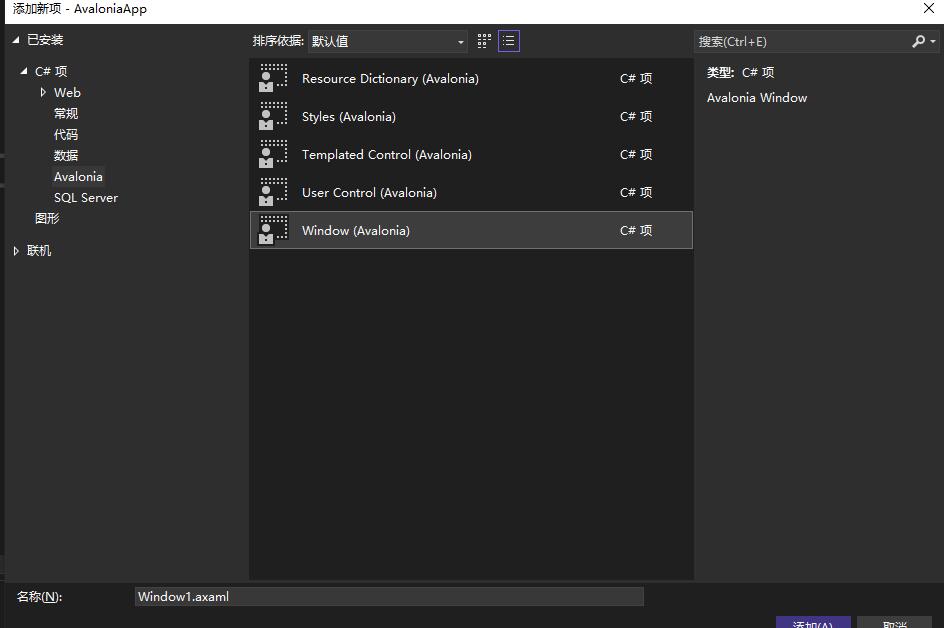 添加新项 - AvaloniaApp
已安装
C# 项
Web
常规
代码
数据
Avalonia
SQL Server
图形
联机
排序依据: 默认值
Resource Dictionary (Avalonia) C# 项
Styles (Avalonia) C# 项
Templated Control (Avalonia) C# 项
User Control (Avalonia) C# 项
Window (Avalonia) C# 项
搜索(Ctrl+E)
类型: C# 项
Avalonia Window
名称(N): Window1.axaml
添加(A) 取消